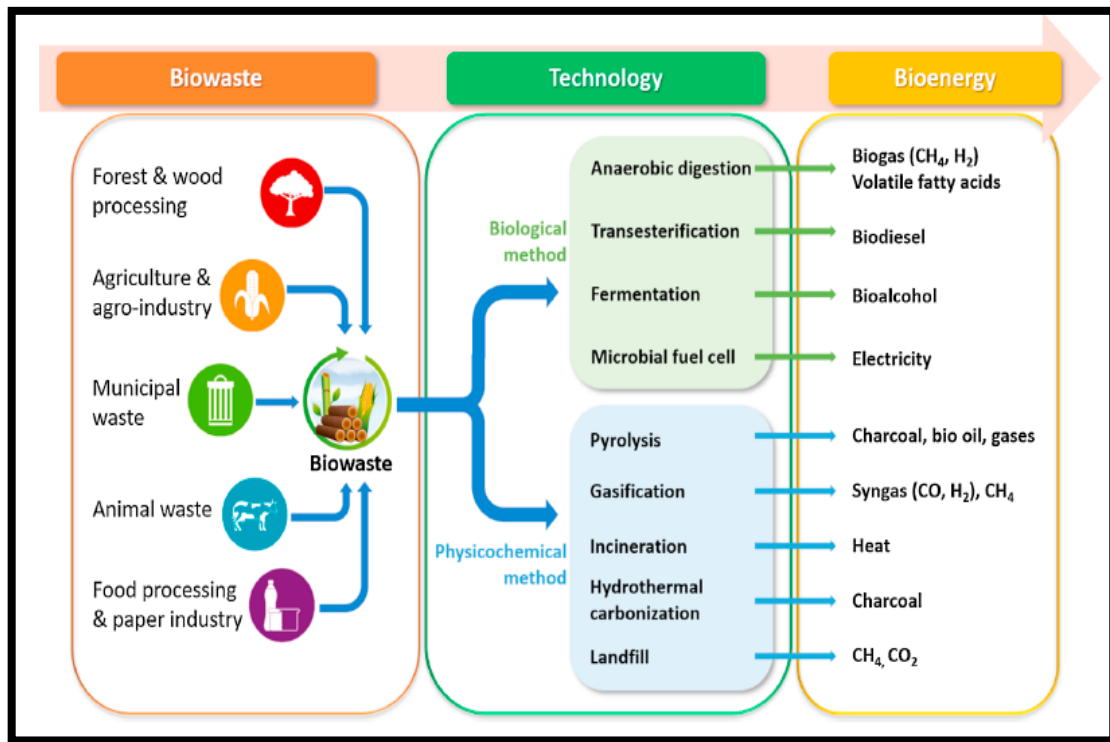 Biowaste
Technology
Bioenergy
Forest & wood
processing
Agriculture &
agro-industry
Municipal
waste
Animal waste
Food processing
& paper industry
Biowaste
Biological
method
Physicochemical
method
Anaerobic digestion
Transesterification
Fermentation
Microbial fuel cell
Pyrolysis
Gasification
Incineration
Hydrothermal
carbonization
Landfill
Biogas (CH₄, H₂)
Volatile fatty acids
Biodiesel
Bioalcohol
Electricity
Charcoal, bio oil, gases
Syngas (CO, H₂), CH₄
Heat
Charcoal
CH₄, CO₂